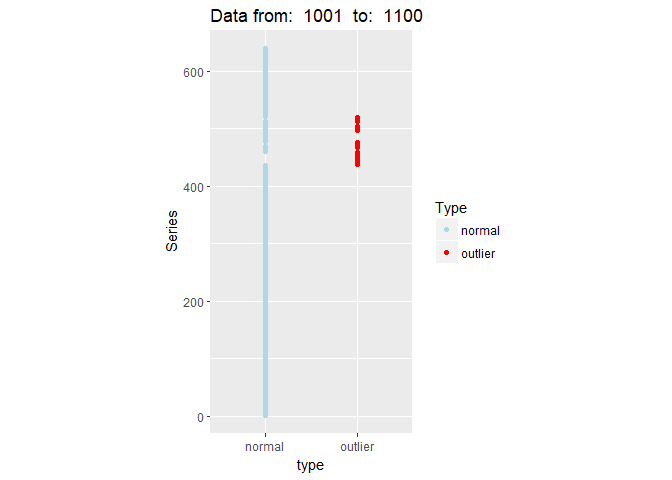 Data from:  1001  to:  1100
600
400
200
0
Series
normal
outlier
type
Type
normal
outlier